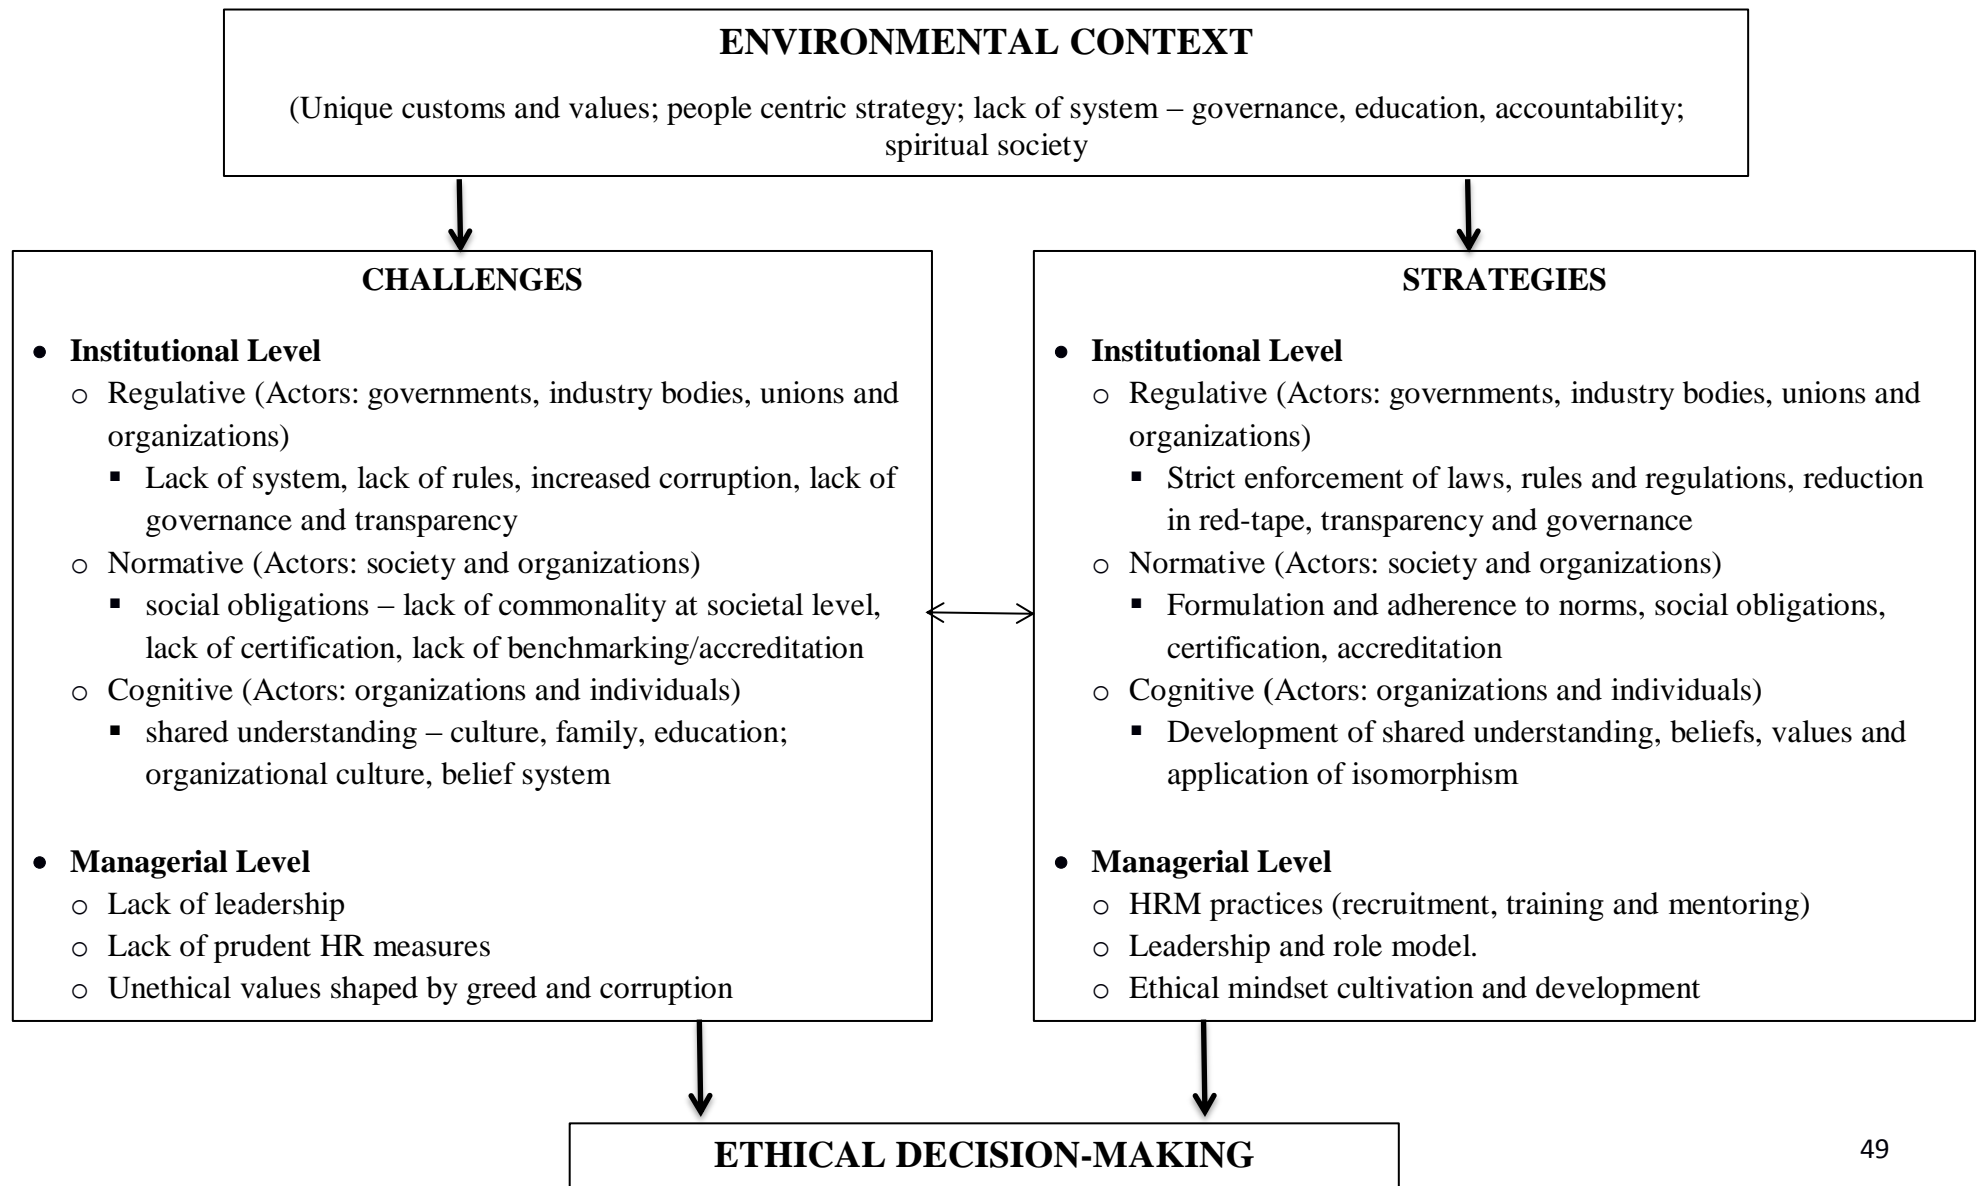 ENVIRONMENTAL CONTEXT
(Unique customs and values; people centric strategy; lack of system – governance, education, accountability;
spiritual society
CHALLENGES
• Institutional Level
o Regulative (Actors: governments, industry bodies, unions and
organizations)
▪ Lack of system, lack of rules, increased corruption, lack of
governance and transparency
o Normative (Actors: society and organizations)
▪ social obligations – lack of commonality at societal level,
lack of certification, lack of benchmarking/accreditation
o Cognitive (Actors: organizations and individuals)
▪ shared understanding – culture, family, education;
organizational culture, belief system
• Managerial Level
o Lack of leadership
o Lack of prudent HR measures
o Unethical values shaped by greed and corruption
STRATEGIES
• Institutional Level
o Regulative (Actors: governments, industry bodies, unions and
organizations)
▪ Strict enforcement of laws, rules and regulations, reduction
in red-tape, transparency and governance
o Normative (Actors: society and organizations)
▪ Formulation and adherence to norms, social obligations,
certification, accreditation
o Cognitive (Actors: organizations and individuals)
▪ Development of shared understanding, beliefs, values and
application of isomorphism
• Managerial Level
o HRM practices (recruitment, training and mentoring)
o Leadership and role model.
o Ethical mindset cultivation and development
ETHICAL DECISION-MAKING
49